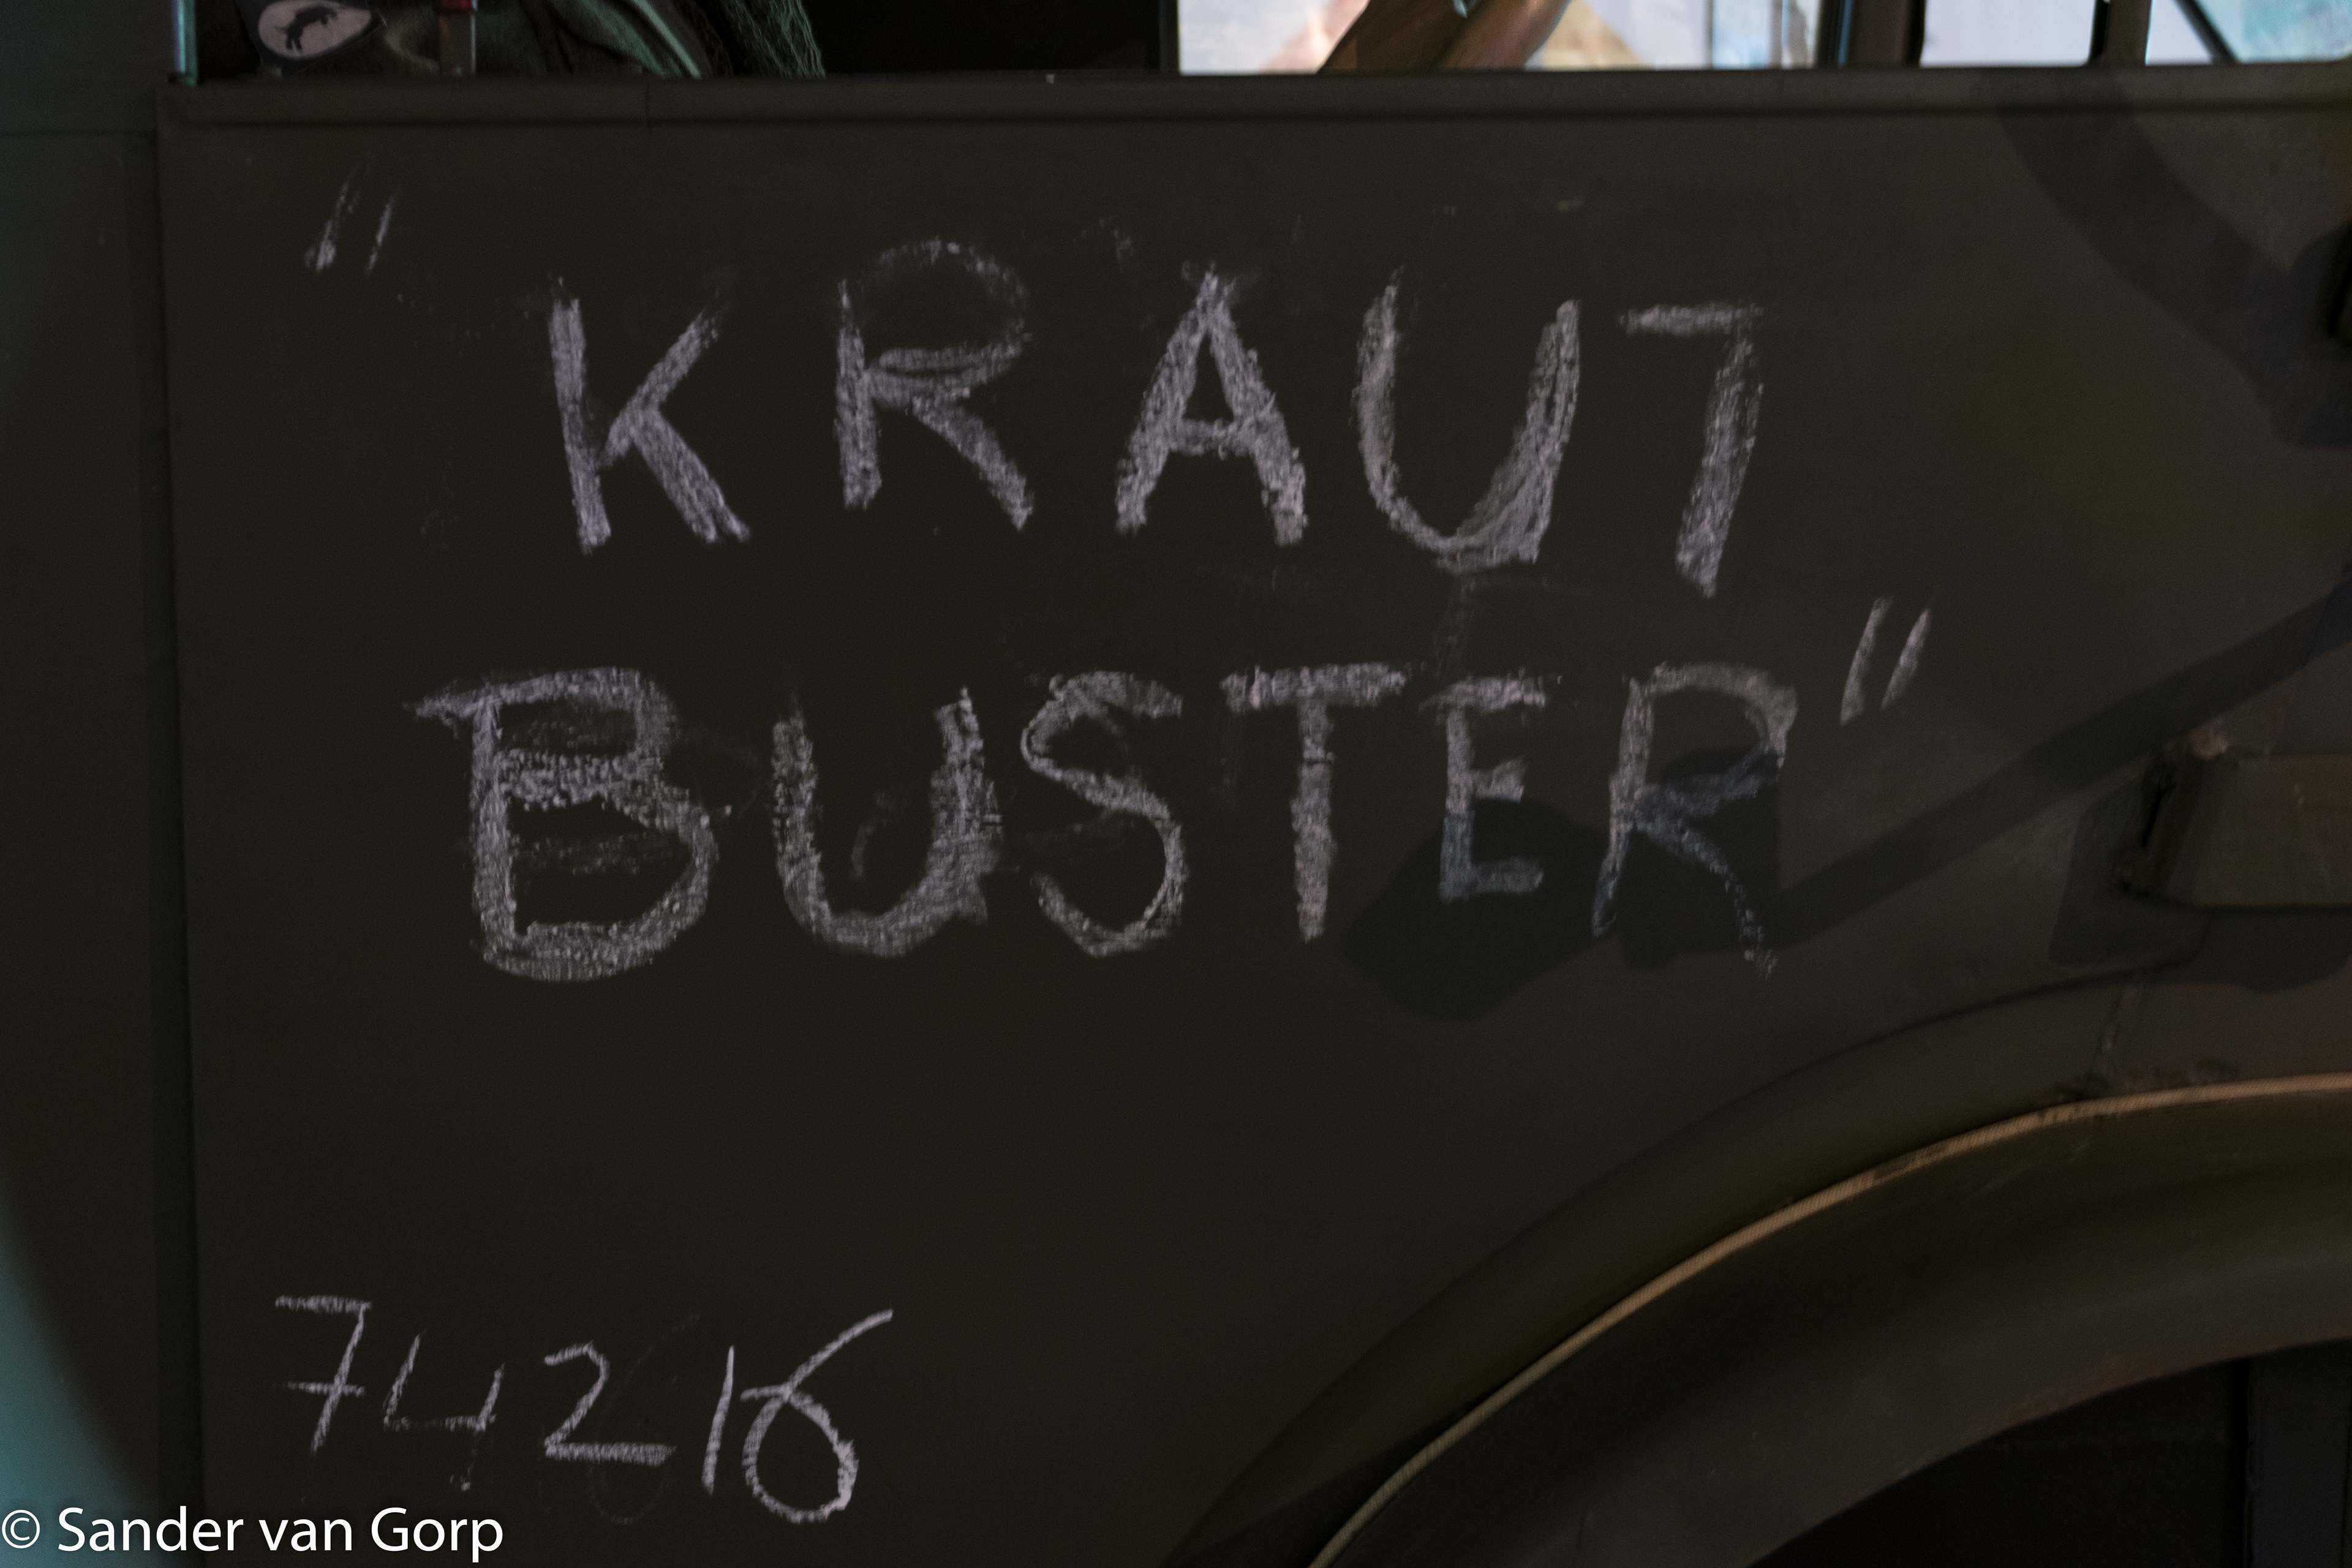 "KRAUT
BUSTER"
74216
© Sander van Gorp